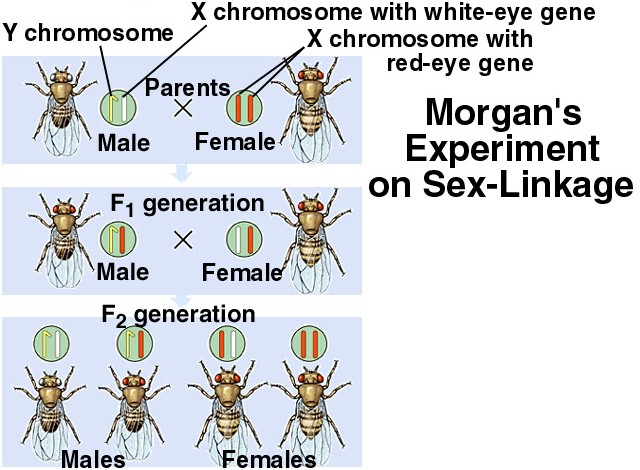 X chromosome with white-eye gene
Y chromosome
X chromosome with
red-eye gene
Parents
×
Male
Female
Morgan's
Experiment
on Sex-Linkage
F1 generation
×
Male
Female
F2 generation
Males
Females